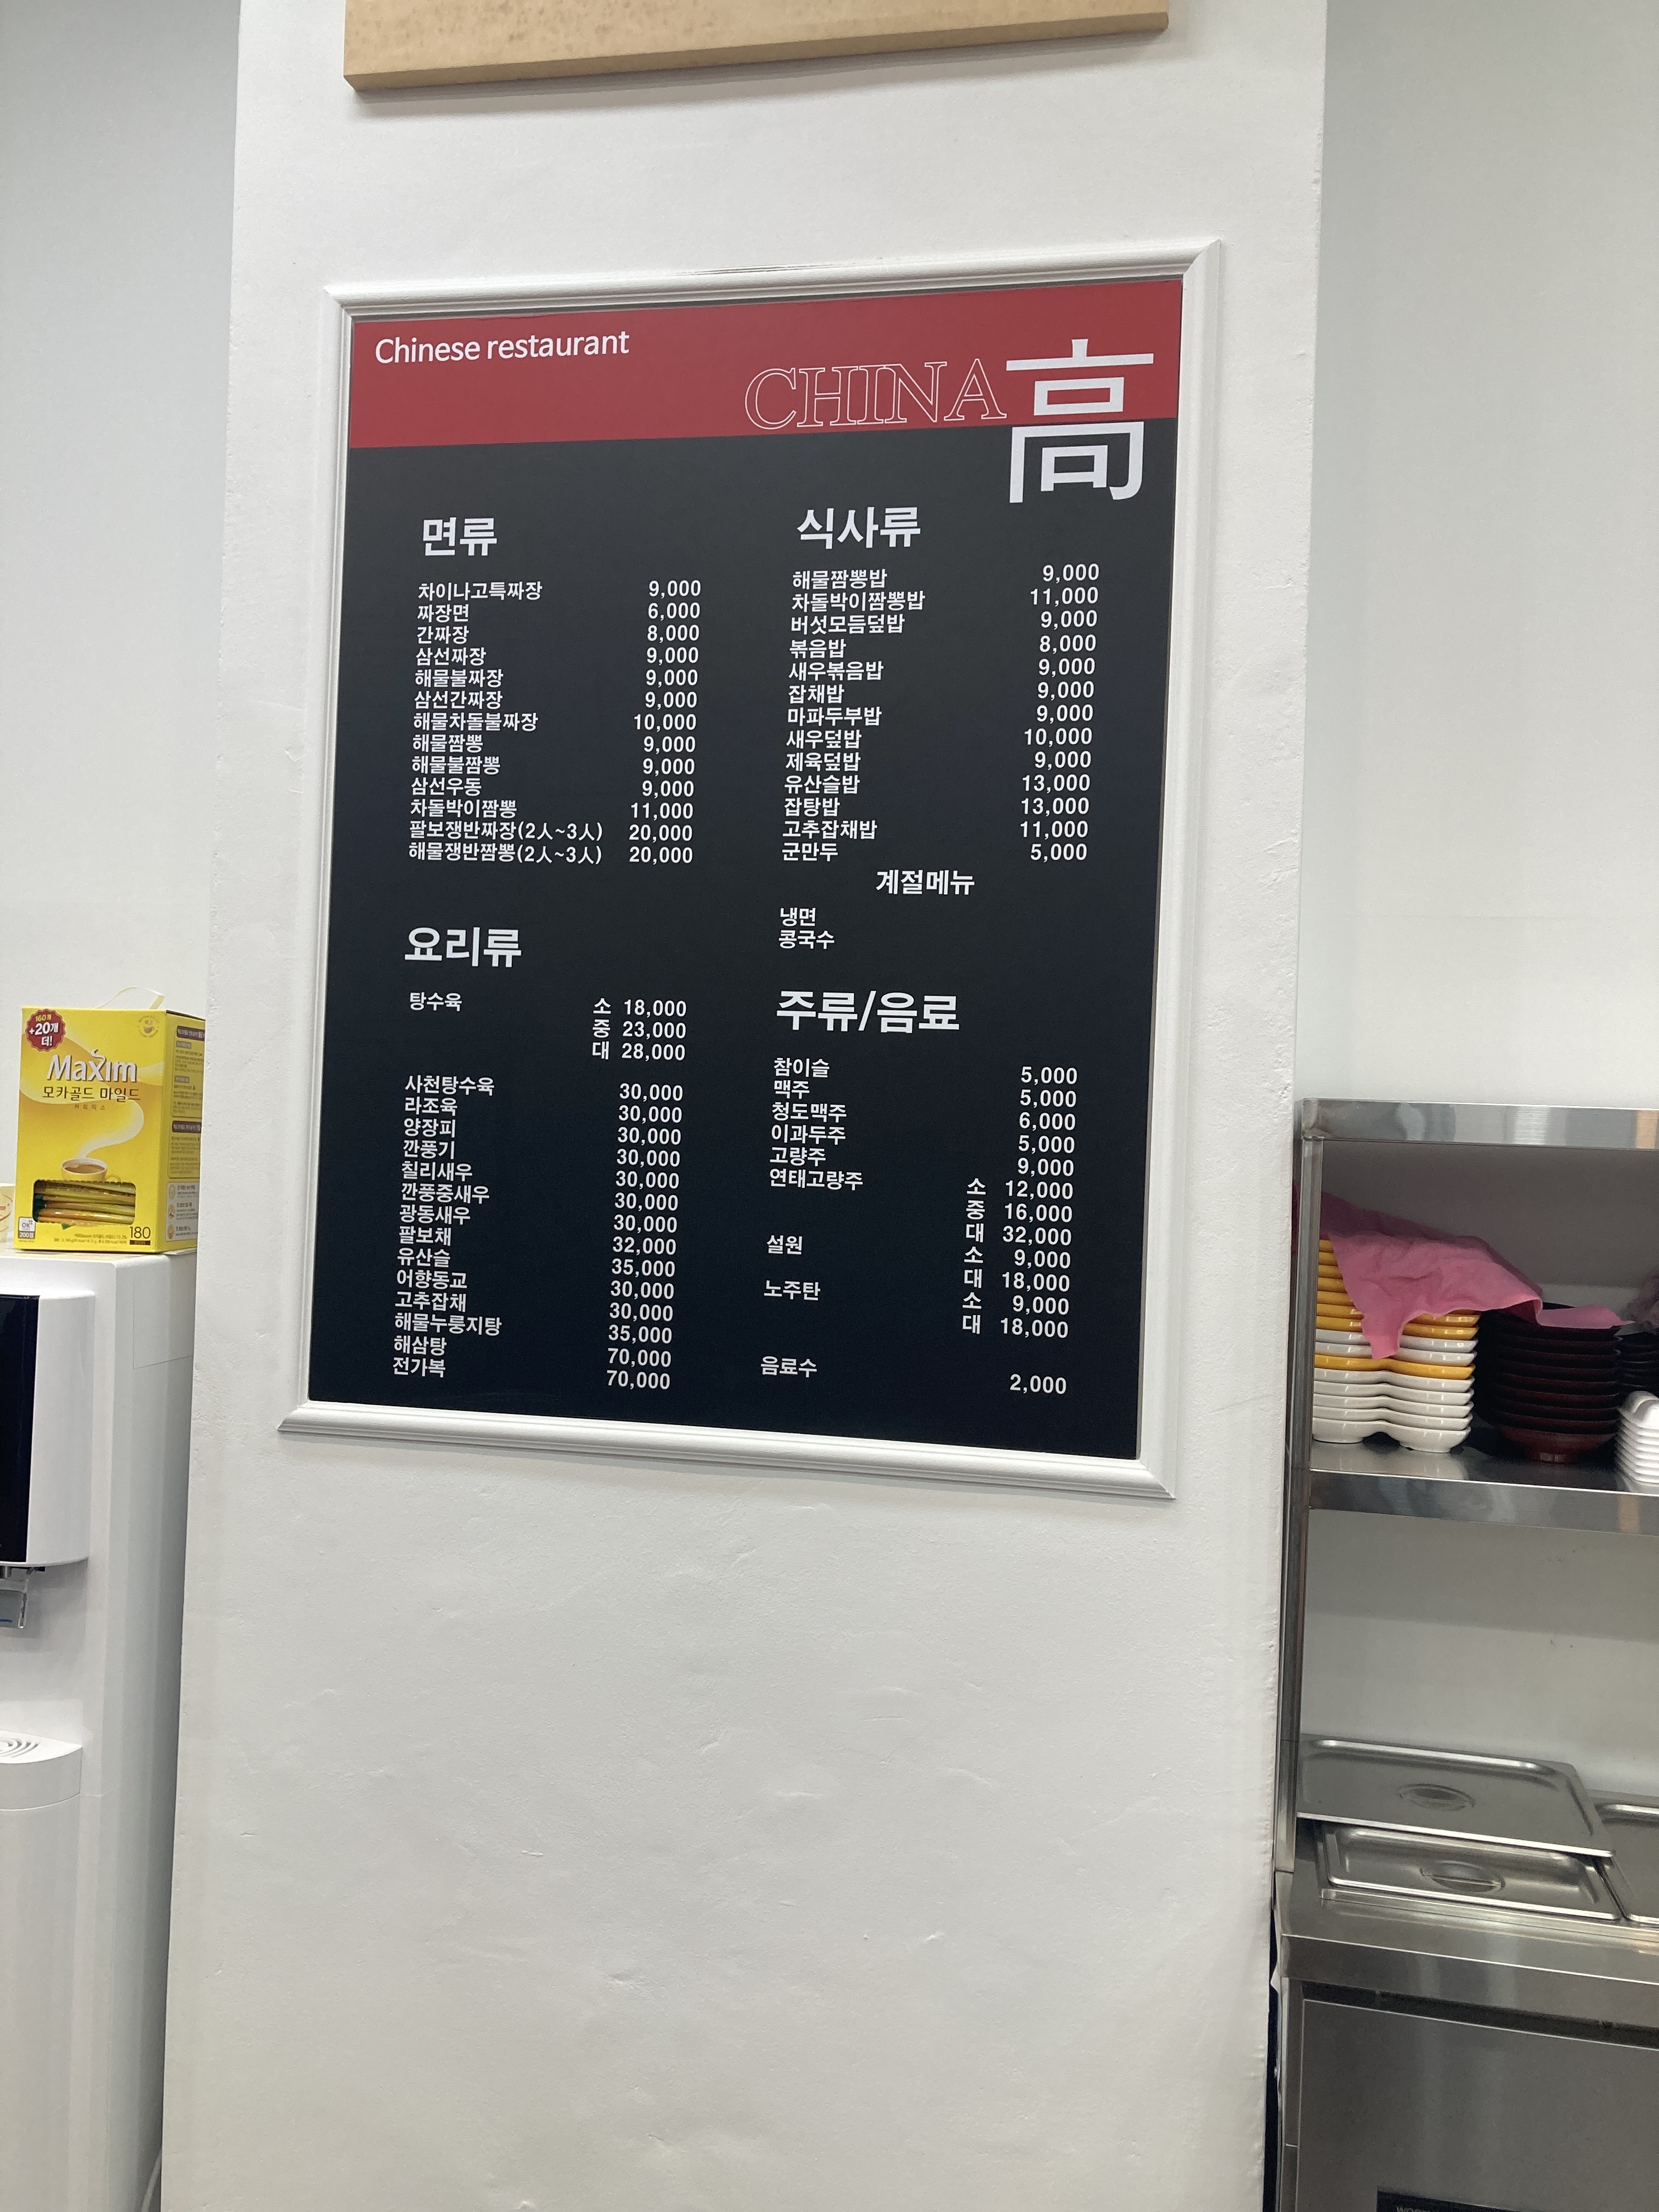 Chinese restaurant
CHINA高
면류
차이나고특짜장 9,000
짜장면 6,000
간짜장 8,000
삼선짜장 9,000
해물불짜장 9,000
삼선간짜장 9,000
해물차돌불짜장 10,000
해물짬뽕 9,000
해물불짬뽕 9,000
삼선우동 9,000
차돌박이짬뽕 11,000
팔보쟁반짜장(2人~3人) 20,000
해물쟁반짬뽕(2人~3人) 20,000
요리류
탕수육 소 18,000
중 23,000
대 28,000
사천탕수육 30,000
라조육 30,000
양장피 30,000
깐풍기 30,000
칠리새우 30,000
깐풍중새우 30,000
광동새우 30,000
팔보채 32,000
유산슬 35,000
어향동교 30,000
고추잡채 30,000
해물누룽지탕 35,000
해삼탕 70,000
전가복 70,000
식사류
해물짬뽕밥 9,000
차돌박이짬뽕밥 11,000
버섯모듬덮밥 9,000
볶음밥 8,000
새우볶음밥 9,000
잡채밥 9,000
마파두부밥 9,000
새우덮밥 10,000
제육덮밥 9,000
유산슬밥 13,000
잡탕밥 13,000
고추잡채밥 11,000
군만두 5,000
계절메뉴
냉면
콩국수
주류/음료
참이슬 5,000
맥주 5,000
청도맥주 6,000
이과두주 5,000
고량주 9,000
연태고량주 소 12,000
중 16,000
대 32,000
설원 소 9,000
대 18,000
노주탄 소 9,000
대 18,000
음료수 2,000
160개
+20개
더!
Maxim
모카골드 마일드
커피믹스
180